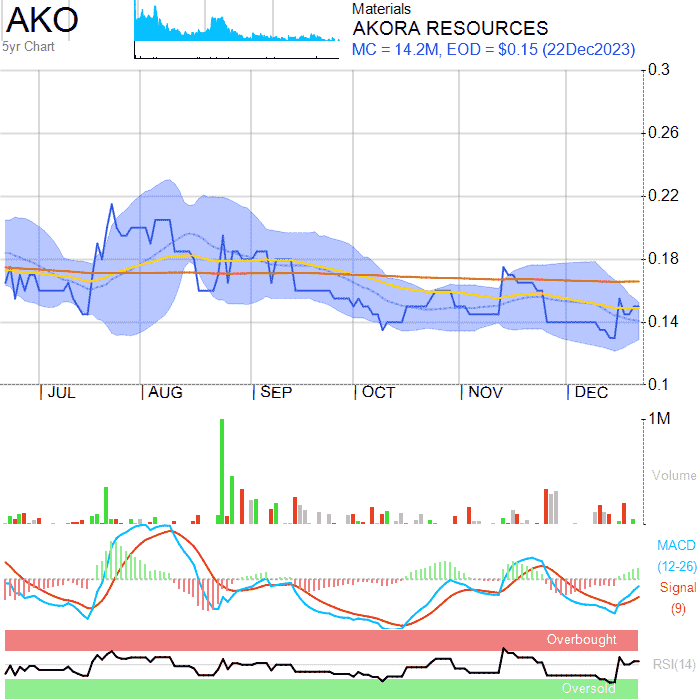 AKO
5yr Chart
Materials
AKORA RESOURCES
MC = 14.2M, EOD = $0.15 (22Dec2023)
0.3
0.26
0.22
0.18
0.14
0.1
JUL AUG SEP OCT NOV DEC
1M
Volume
MACD
(12-26)
Signal
(9)
Overbought
RSI(14)
Oversold